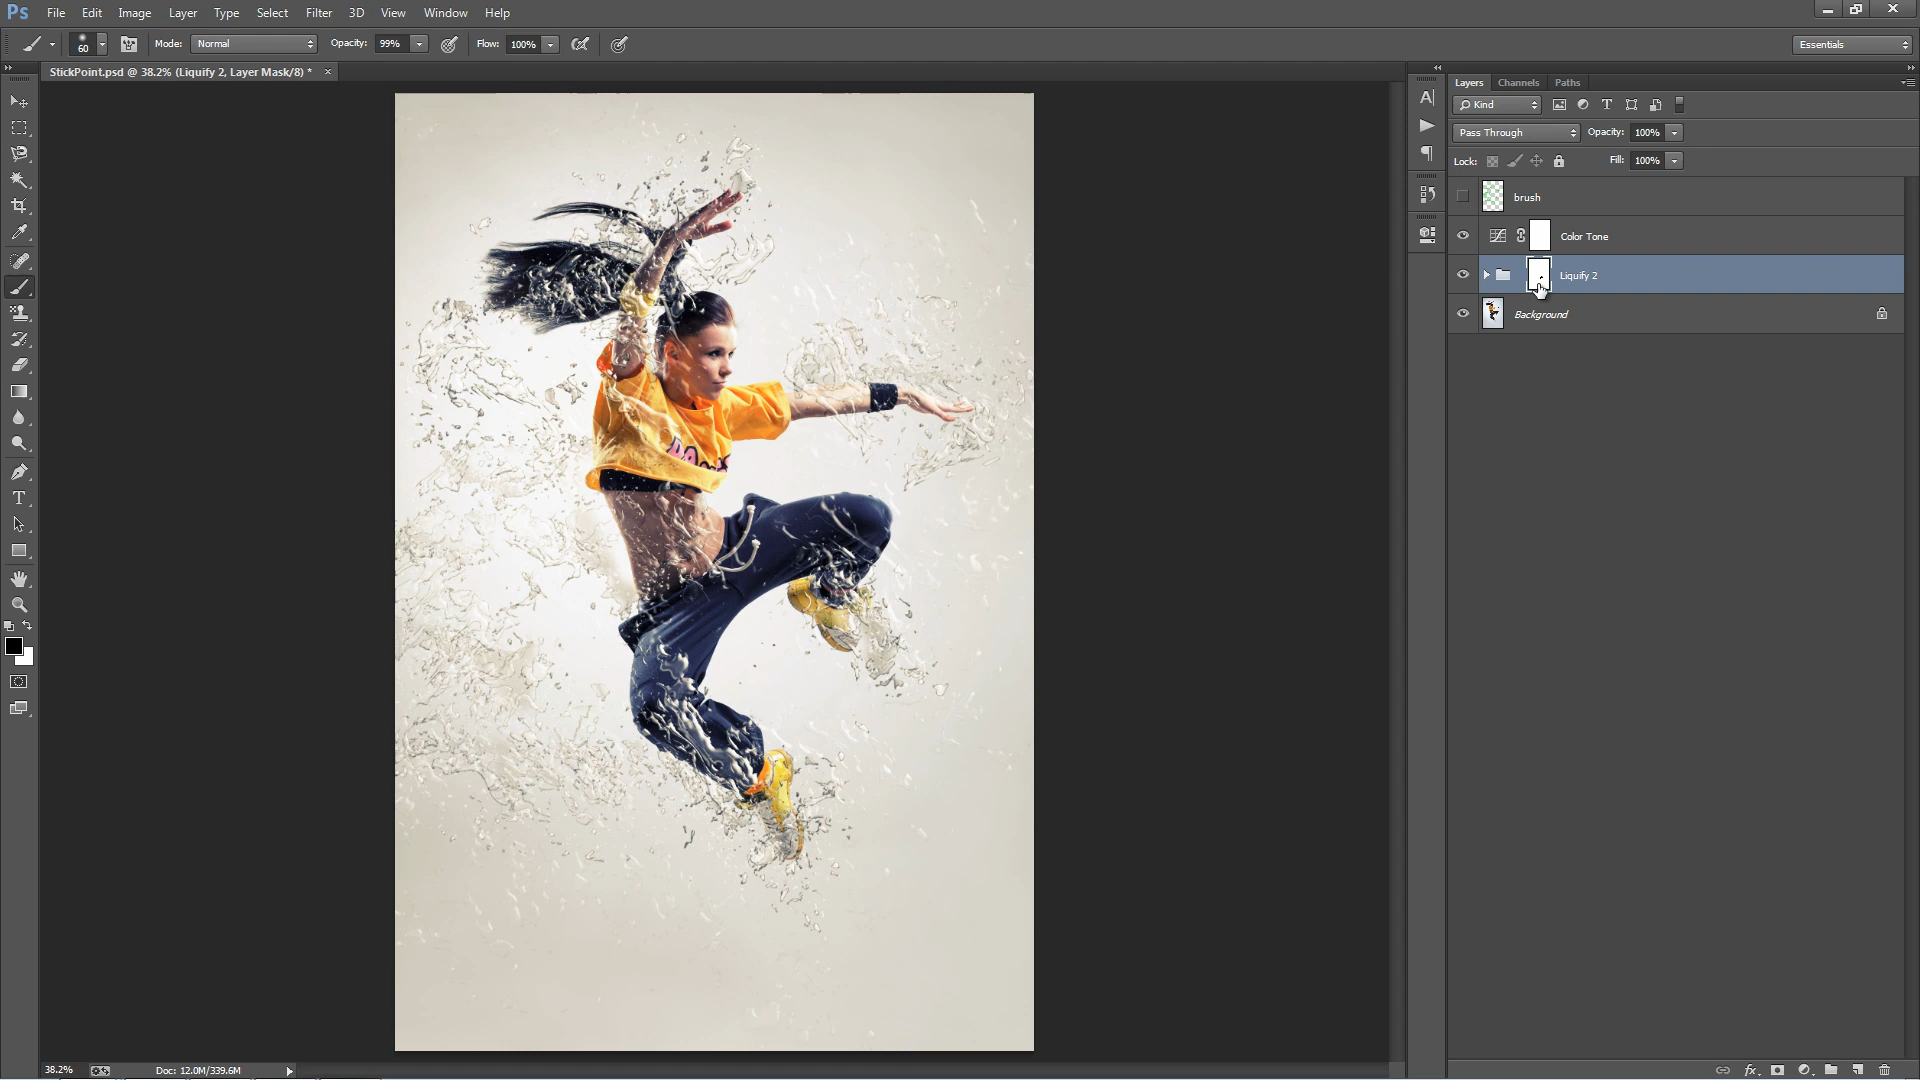 Ps File Edit Image Layer Type Select Filter 3D View Window Help
60 Mode: Normal Opacity: 99% Flow: 100% Essentials
StickPoint.psd @ 38.2% (Liquify 2, Layer Mask/8) * ×
Layers Channels Paths
Kind
Pass Through Opacity: 100%
Lock: Fill: 100%
brush
Color Tone
Liquify 2
Background
38.2% Doc: 12.0M/339.6M